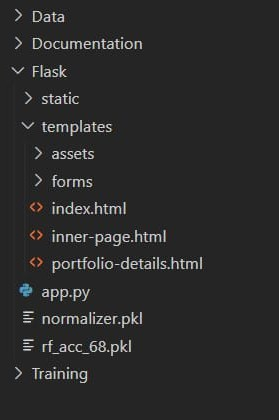 Data
Documentation
Flask
static
templates
assets
forms
index.html
inner-page.html
portfolio-details.html
app.py
normalizer.pkl
rf_acc_68.pkl
Training